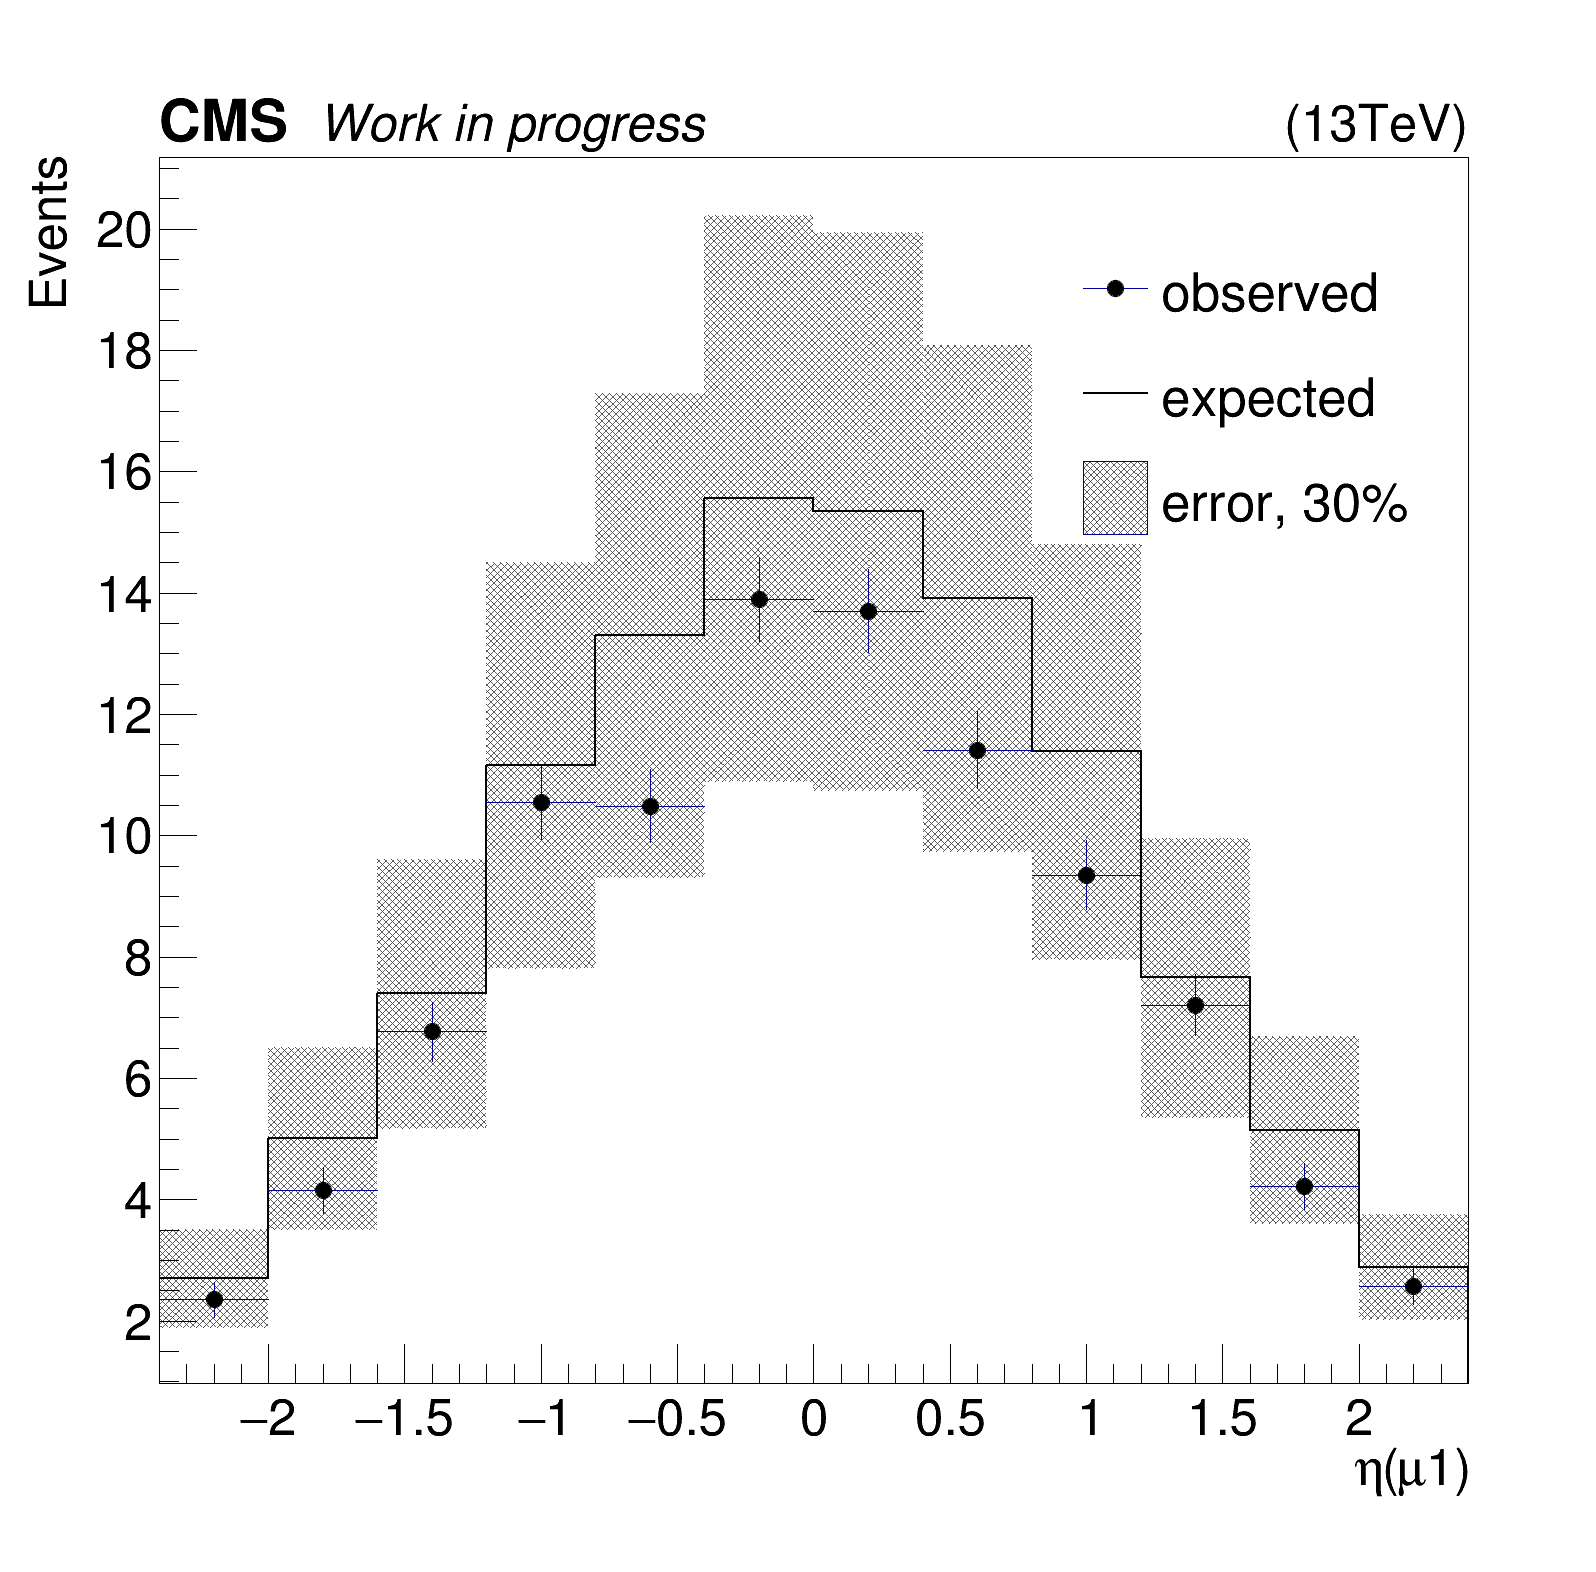 CMS Work in progress (13TeV)
Events
20
18
16
14
12
10
8
6
4
2
observed
expected
error, 30%
−2 −1.5 −1 −0.5 0 0.5 1 1.5 2
η(μ1)